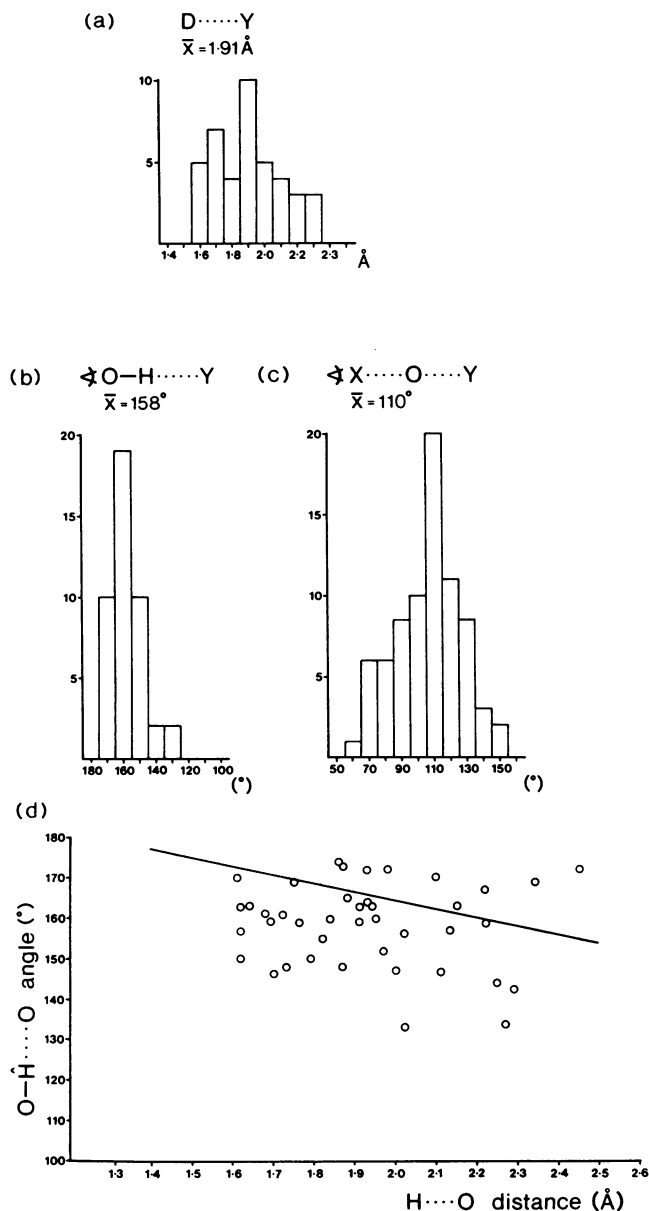 (a) D······Y
x̄ = 1·91Å
10
5
1·4 1·6 1·8 2·0 2·2 2·3 Å
(b) ∢O—H······Y
x̄ = 158°
20
15
10
5
180 160 140 120 100 (°)
(c) ∢X·····O····Y
x̄ = 110°
20
15
10
5
50 70 90 110 130 150 (°)
(d)
180
170
160
150
140
130
120
110
100
O—Ĥ····O angle (°)
1·3 1·4 1·5 1·6 1·7 1·8 1·9 2·0 2·1 2·2 2·3 2·4 2·5 2·6
H····O distance (Å)